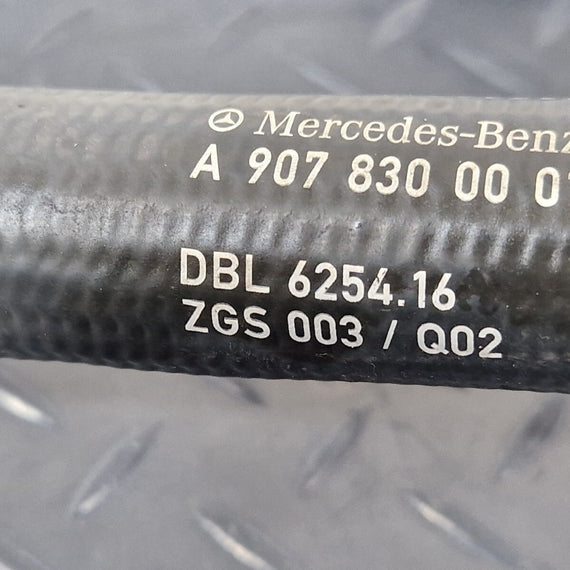 Mercedes-Benz
A 907 830 00
DBL 6254.16
ZGS 003 / Q02